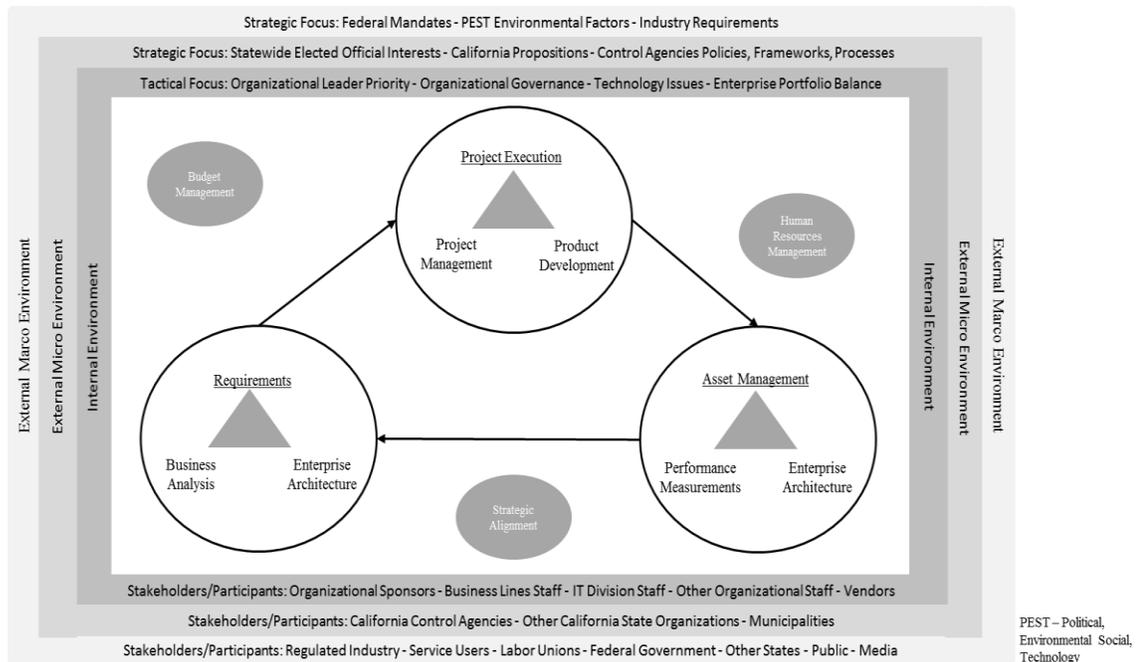 Strategic Focus: Federal Mandates - PEST Environmental Factors - Industry Requirements
Strategic Focus: Statewide Elected Official Interests - California Propositions - Control Agencies Policies, Frameworks, Processes
Tactical Focus: Organizational Leader Priority - Organizational Governance - Technology Issues - Enterprise Portfolio Balance
External Marco Environment
External Micro Environment
Internal Environment
Budget
Management
Project Execution
Project
Management
Product
Development
Human
Resources
Management
Requirements
Business
Analysis
Enterprise
Architecture
Asset Management
Performance
Measurements
Enterprise
Architecture
Strategic
Alignment
Internal Environment
External Micro Environment
External Marco Environment
Stakeholders/Participants: Organizational Sponsors - Business Lines Staff - IT Division Staff - Other Organizational Staff - Vendors
Stakeholders/Participants: California Control Agencies - Other California State Organizations - Municipalities
Stakeholders/Participants: Regulated Industry - Service Users - Labor Unions - Federal Government - Other States - Public - Media
PEST – Political,
Environmental Social,
Technology